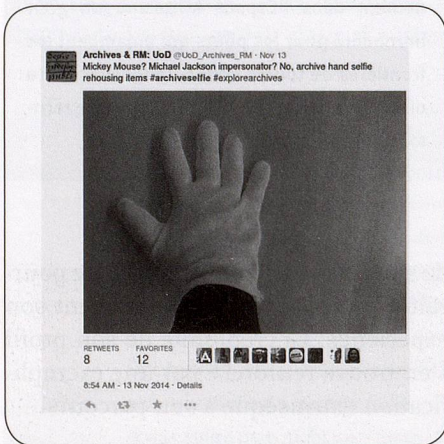 Archives & RM: UoD @UoD_Archives_RM · Nov 13
Mickey Mouse? Michael Jackson impersonator? No, archive hand selfie
rehousing items #archiveselfie #explorearchives
RETWEETS FAVORITES
8 12
8:54 AM - 13 Nov 2014 · Details